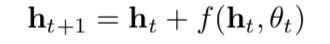 h_{t+1} = h_t + f(h_t, θ_t)